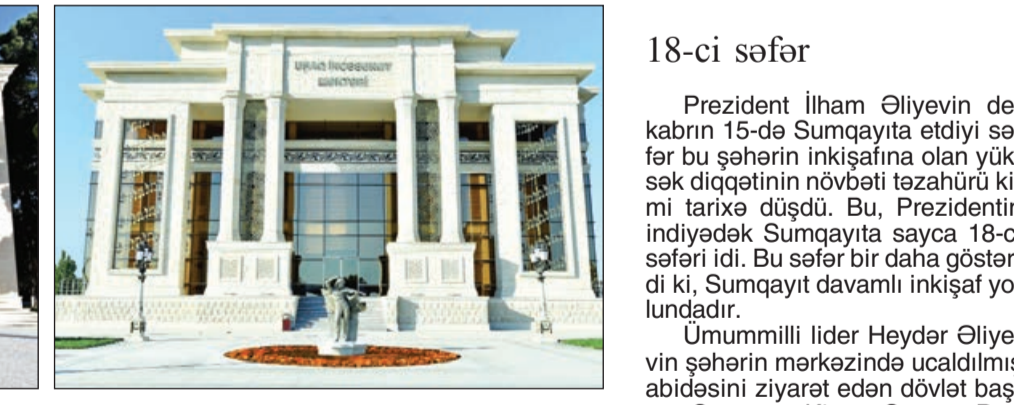 UŞAQ İNCƏSƏNƏT
MƏKTƏBİ
18-ci səfər
Prezident İlham Əliyevin de
kabrın 15-də Sumqayıta etdiyi sə
fər bu şəhərin inkişafına olan yük
sək diqqətinin növbəti təzahürü ki
mi tarixə düşdü. Bu, Prezidentin
indiyədək Sumqayıta sayca 18-c
səfəri idi. Bu səfər bir daha göstər
di ki, Sumqayıt davamlı inkişaf yo
lundadır.
Ümummilli lider Heydər Əliye
vin şəhərin mərkəzində ucaldılmış
abidəsini ziyarət edən dövlət baş